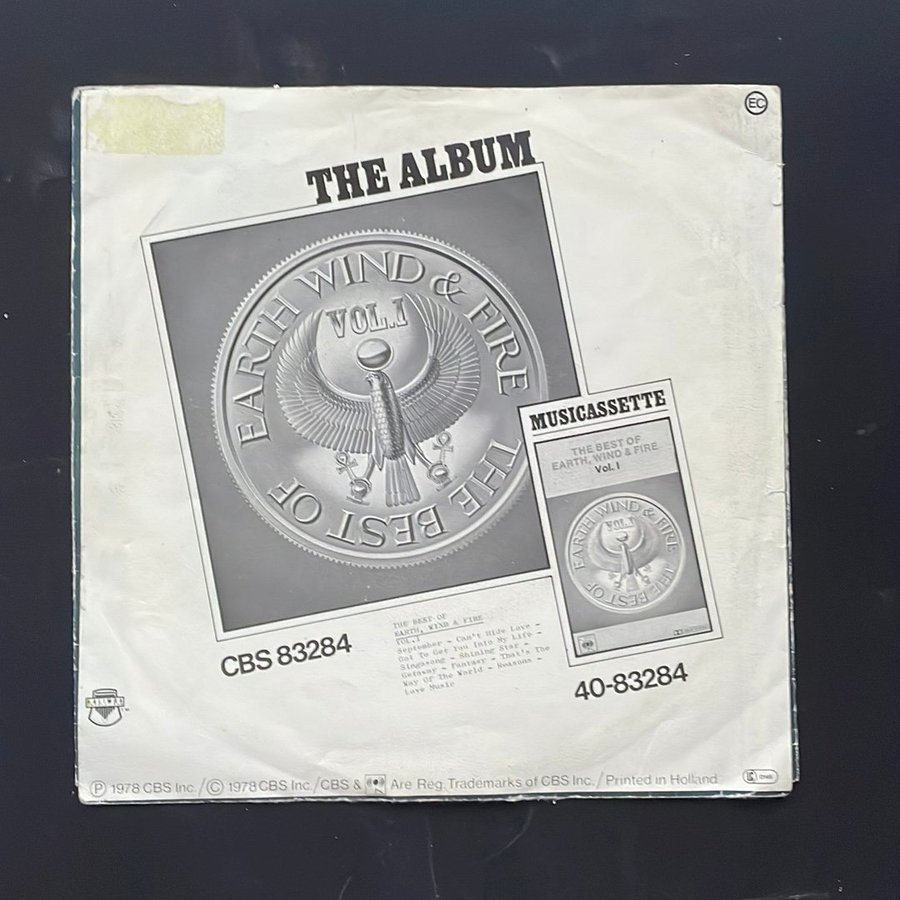 EC
THE ALBUM
EARTH WIND & FIRE
VOL.1
THE BEST OF
MUSICASSETTE
THE BEST OF
EARTH, WIND & FIRE
Vol. I
EARTH WIND & FIRE
VOL.1
THE BEST OF
CBS 83284
THE BEST OF
EARTH, WIND & FIRE
VOL.I
September - Can't Hide Love -
Got To Get You Into My Life -
Singasong - Shining Star -
Getaway - Fantasy - That's The
Way Of The World - Reasons -
Love Music
40-83284
Ⓟ 1978 CBS Inc./© 1978 CBS Inc./CBS & Are Reg. Trademarks of CBS Inc./Printed in Holland